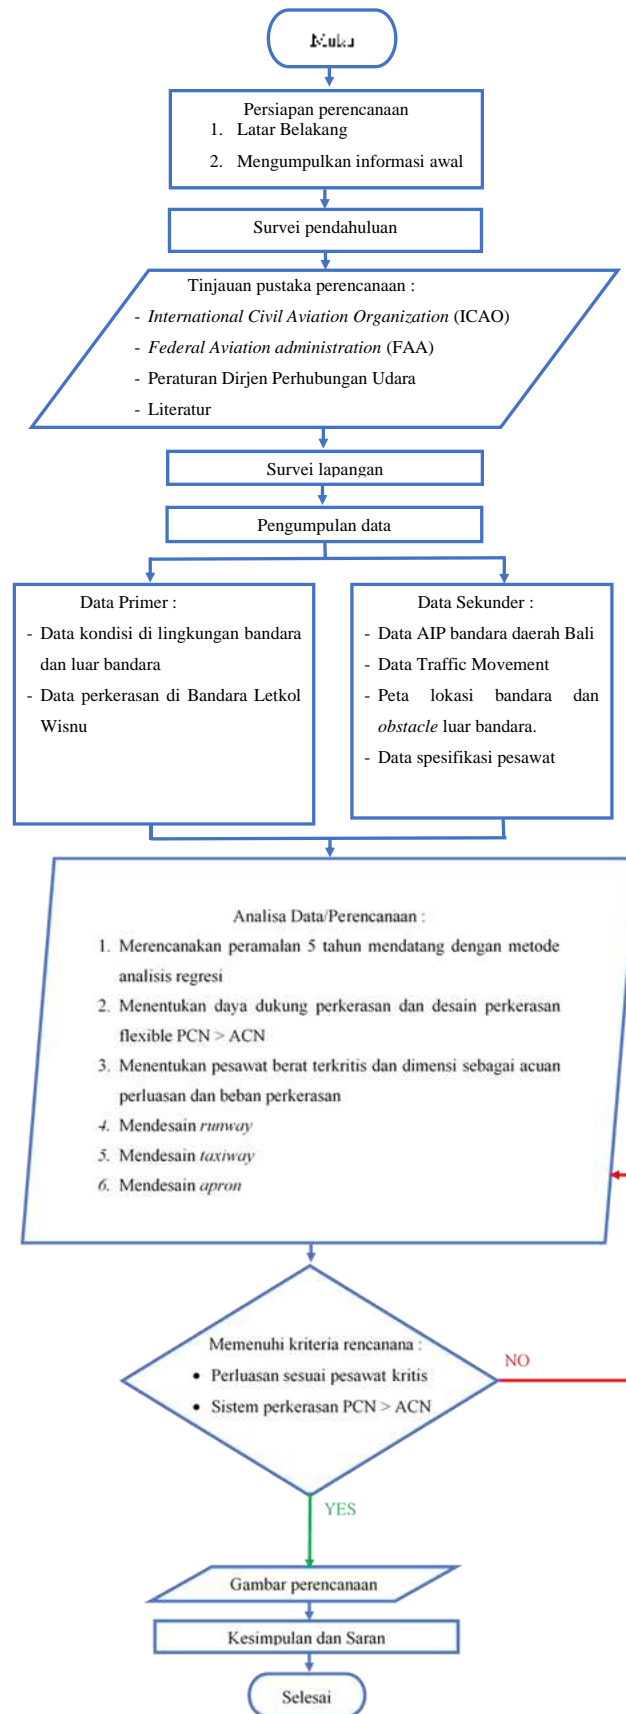 Persiapan perencanaan
1. Latar Belakang
2. Mengumpulkan informasi awal
Survei pendahuluan
Tinjauan pustaka perencanaan :
- International Civil Aviation Organization (ICAO)
- Federal Aviation administration (FAA)
- Peraturan Dirjen Perhubungan Udara
- Literatur
Survei lapangan
Pengumpulan data
Data Primer :
- Data kondisi di lingkungan bandara
dan luar bandara
- Data perkerasan di Bandara Letkol
Wisnu
Data Sekunder :
- Data AIP bandara daerah Bali
- Data Traffic Movement
- Peta lokasi bandara dan
obstacle luar bandara.
- Data spesifikasi pesawat
Analisa Data/Perencanaan :
1. Merencanakan peramalan 5 tahun mendatang dengan metode
analisis regresi
2. Menentukan daya dukung perkerasan dan desain perkerasan
flexible PCN > ACN
3. Menentukan pesawat berat terkritis dan dimensi sebagai acuan
perluasan dan beban perkerasan
4. Mendesain runway
5. Mendesain taxiway
6. Mendesain apron
Memenuhi kriteria rencanana :
• Perluasan sesuai pesawat kritis
• Sistem perkerasan PCN > ACN
NO
YES
Gambar perencanaan
Kesimpulan dan Saran
Selesai